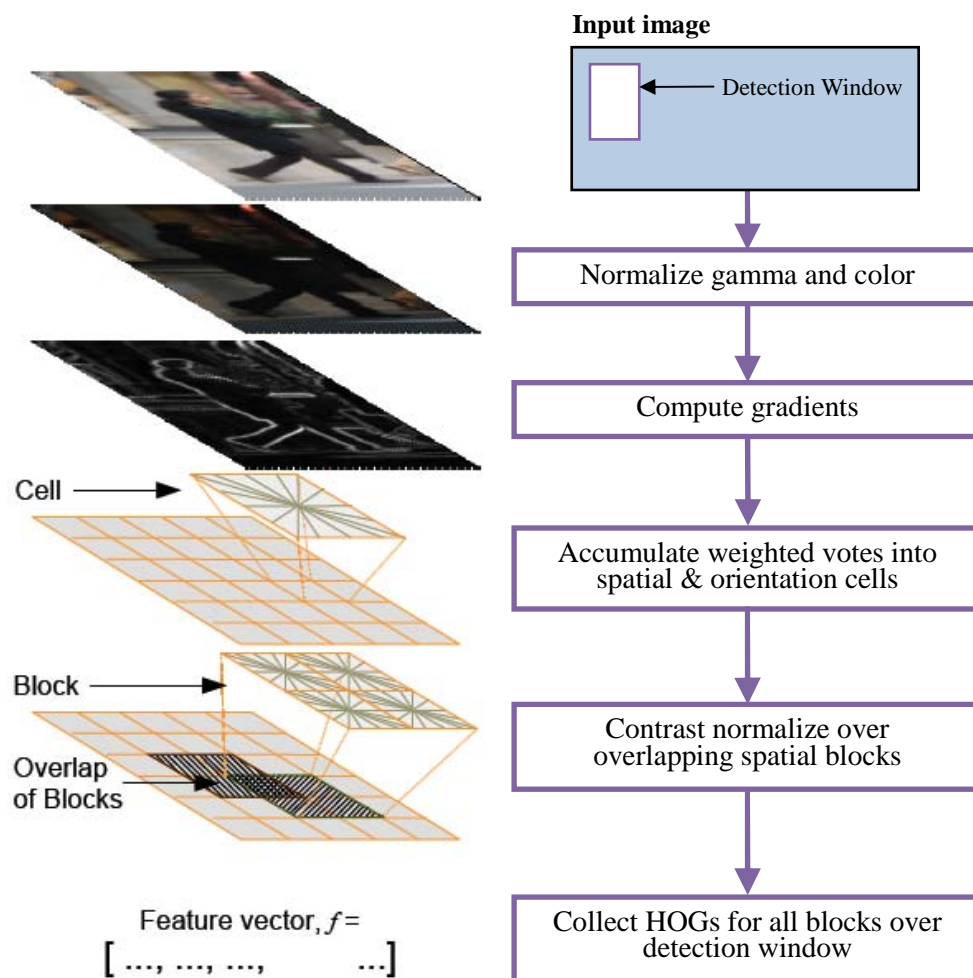 Input image
Detection Window
Normalize gamma and color
Compute gradients
Cell
Accumulate weighted votes into
spatial & orientation cells
Block
Contrast normalize over
overlapping spatial blocks
Overlap
of Blocks
Feature vector, f =
[ ..., ..., ..., ...]
Collect HOGs for all blocks over
detection window